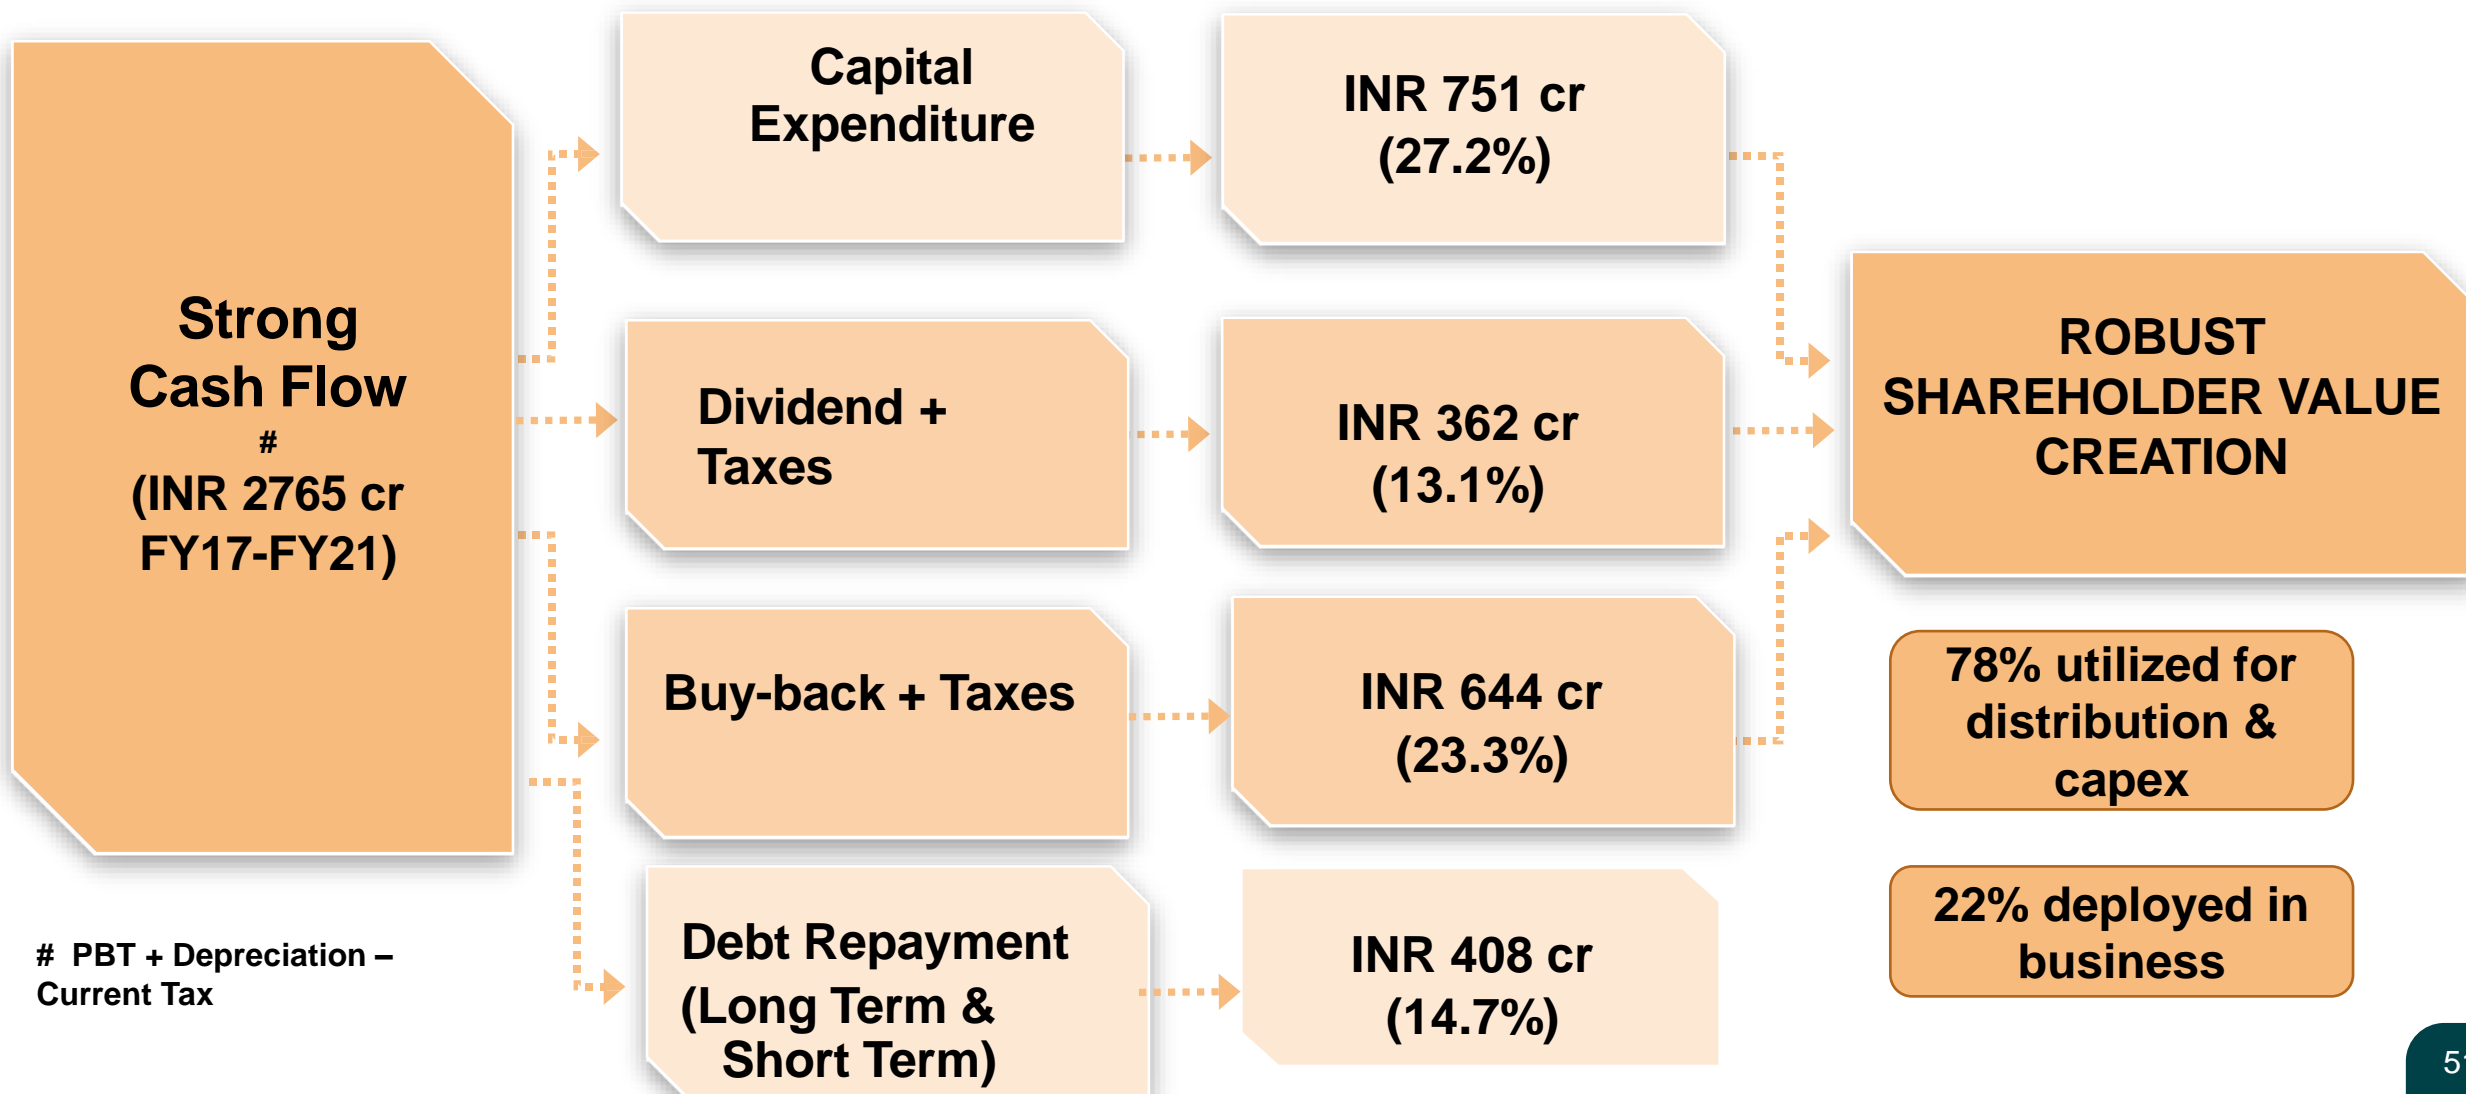 Strong
Cash Flow
#
(INR 2765 cr
FY17-FY21)
# PBT + Depreciation –
Current Tax
Capital
Expenditure
INR 751 cr
(27.2%)
Dividend +
Taxes
INR 362 cr
(13.1%)
Buy-back + Taxes
INR 644 cr
(23.3%)
Debt Repayment
(Long Term &
Short Term)
INR 408 cr
(14.7%)
ROBUST
SHAREHOLDER VALUE
CREATION
78% utilized for
distribution &
capex
22% deployed in
business
51